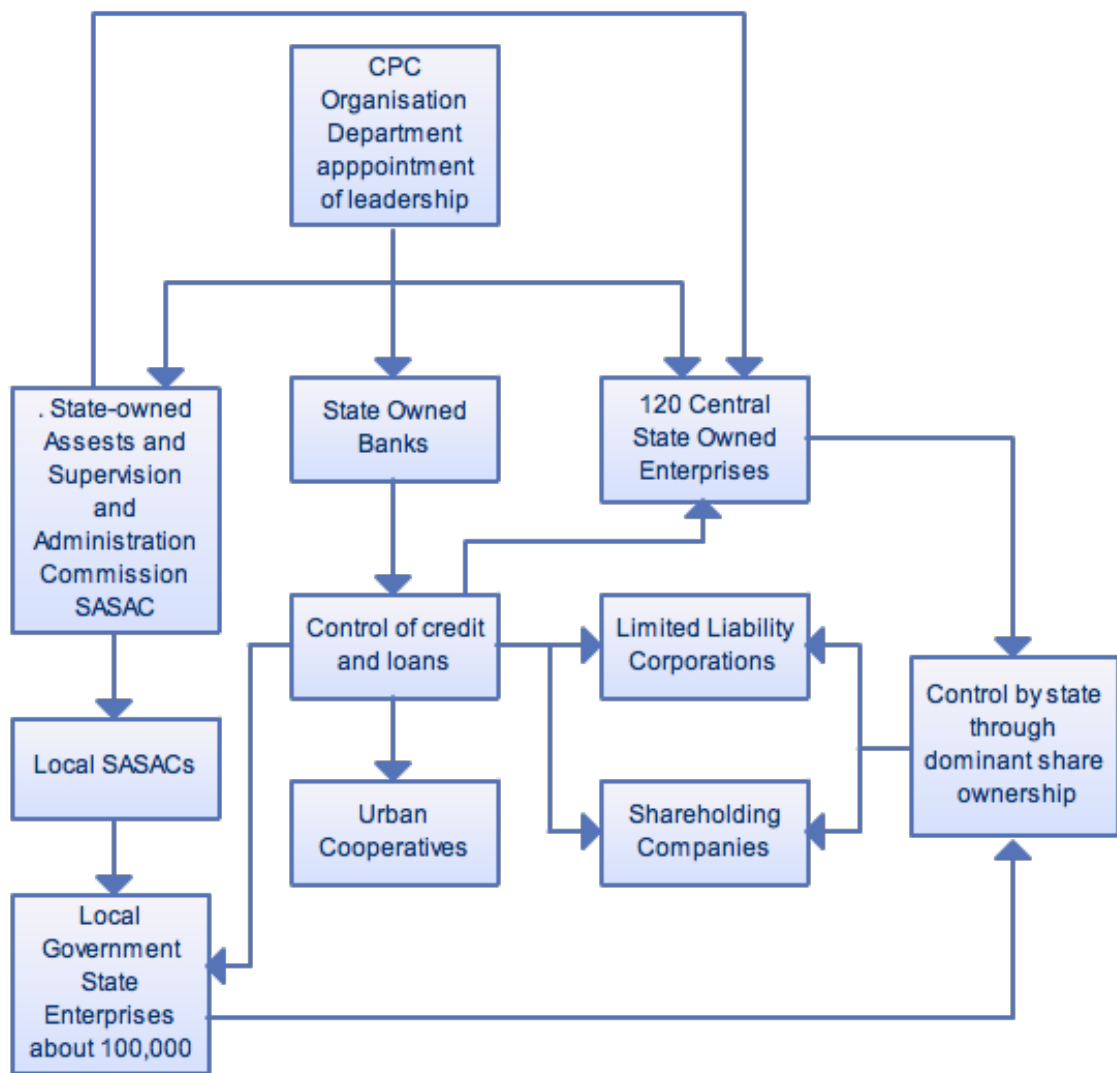 CPC
Organisation
Department
apppointment
of leadership
. State-owned
Assests and
Supervision
and
Administration
Commission
SASAC
State Owned
Banks
120 Central
State Owned
Enterprises
Control of credit
and loans
Limited Liability
Corporations
Control by state
through
dominant share
ownership
Local SASACs
Urban
Cooperatives
Shareholding
Companies
Local
Government
State
Enterprises
about 100,000